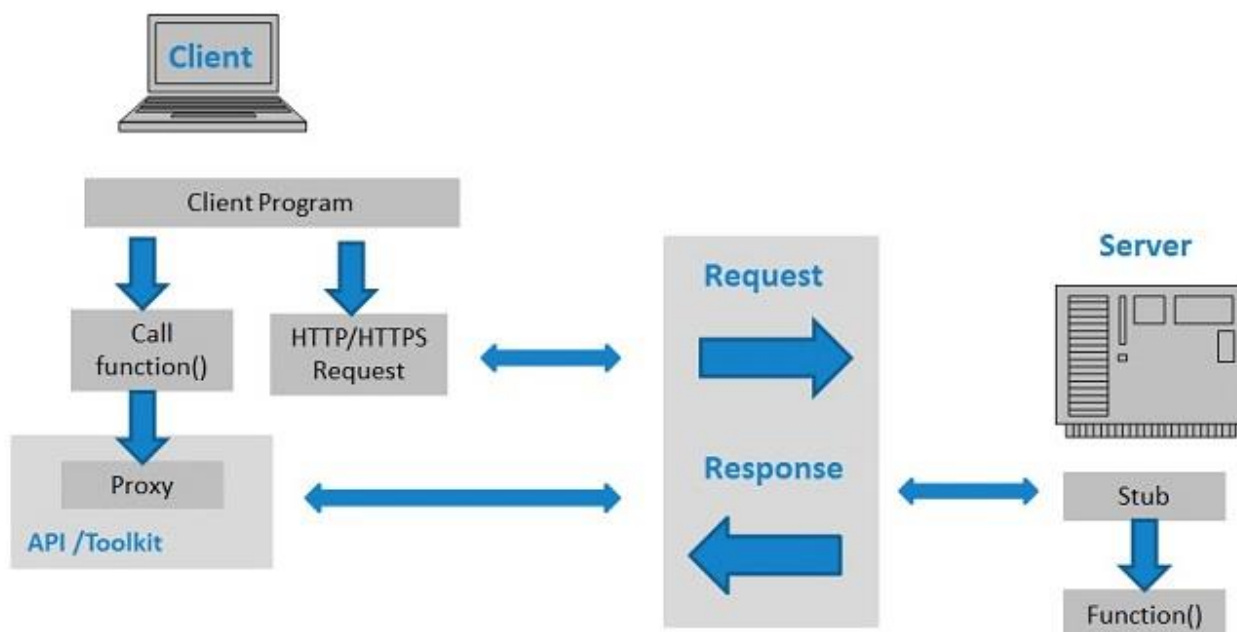 Client
Client Program
Call
function()
HTTP/HTTPS
Request
Proxy
API /Toolkit
Request
Response
Server
Stub
Function()